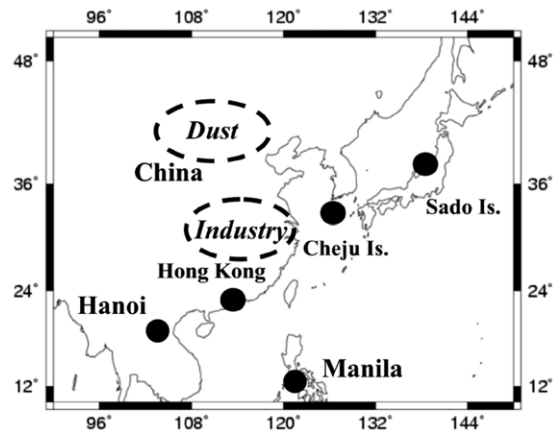 96° 108° 120° 132° 144°
48° 48°
Dust
China
36° 36°
Sado Is.
Industry
Cheju Is.
Hong Kong
24° 24°
Hanoi
Manila
12° 12°
96° 108° 120° 132° 144°